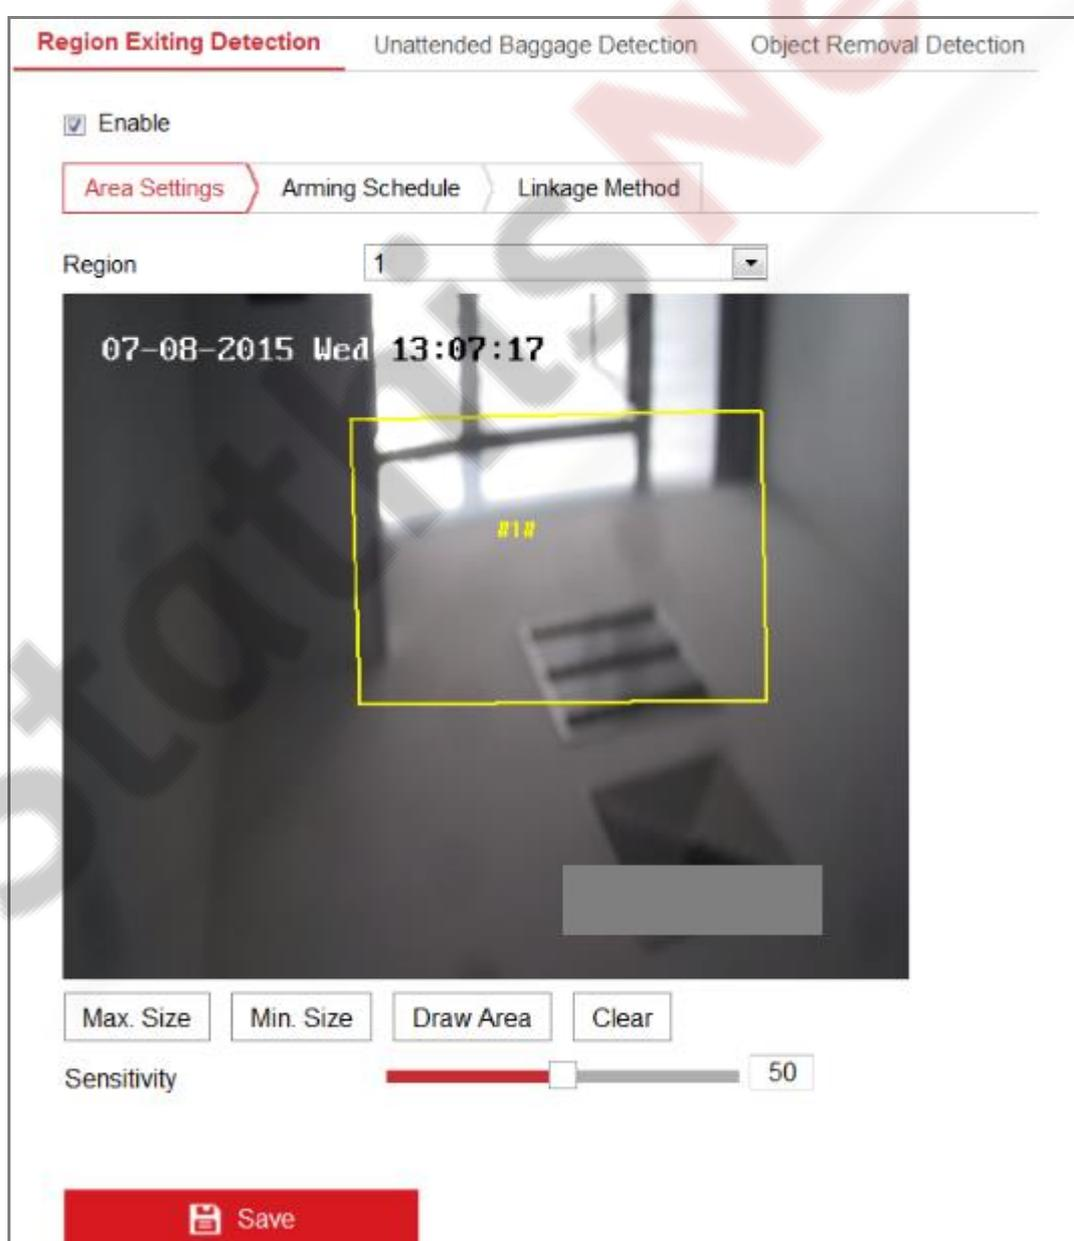 Region Exiting Detection Unattended Baggage Detection Object Removal Detection
Enable
Area Settings Arming Schedule Linkage Method
Region 1
07-08-2015 Wed 13:07:17
#1#
Max. Size Min. Size Draw Area Clear
Sensitivity 50
Save
StathisNe